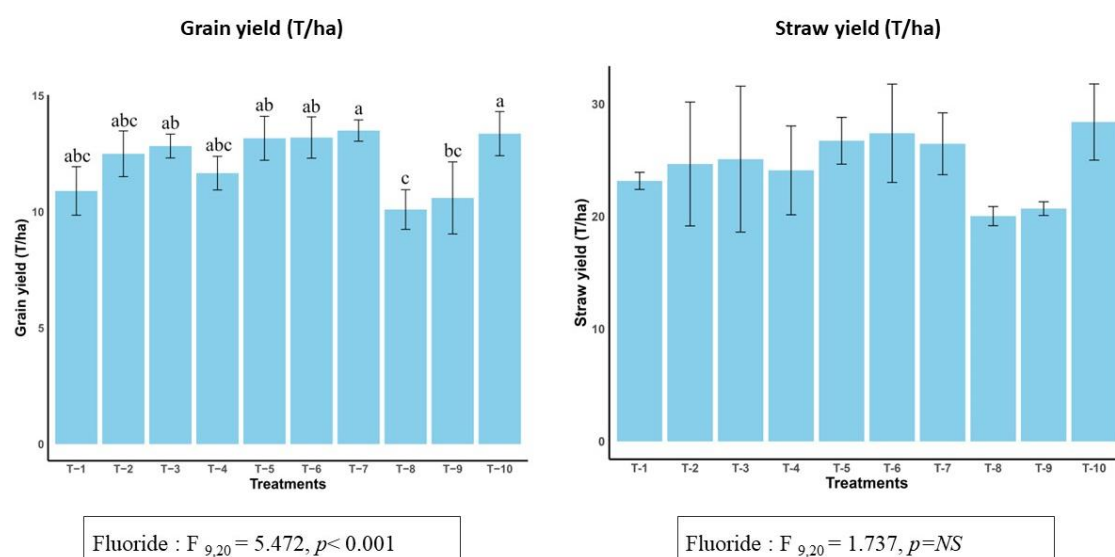 Grain yield (T/ha)
Grain yield (T/ha)
15
10
5
0
abc
abc
ab
abc
ab
ab
a
c
bc
a
T−1 T−2 T−3 T−4 T−5 T−6 T−7 T−8 T−9 T−10
Treatments
Fluoride : F 9,20 = 5.472, p< 0.001
Straw yield (T/ha)
Straw yield (T/ha)
30
20
10
0
T-1 T-2 T-3 T-4 T-5 T-6 T-7 T-8 T-9 T-10
Treatments
Fluoride : F 9,20 = 1.737, p=NS